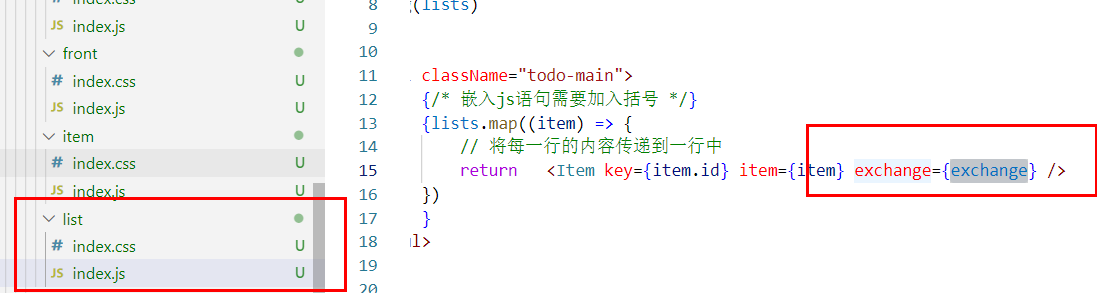 index.css U
JS index.js U
front
# index.css U
JS index.js U
item
# index.css U
JS index.js U
list
# index.css U
JS index.js U
8 (lists)
9
10
11 className="todo-main">
12 {/* 嵌入js语句需要加入括号 */}
13 {lists.map((item) => {
14 // 将每一行的内容传递到一行中
15 return <Item key={item.id} item={item} exchange={exchange} />
16 })
17 }
18 l>
19
20